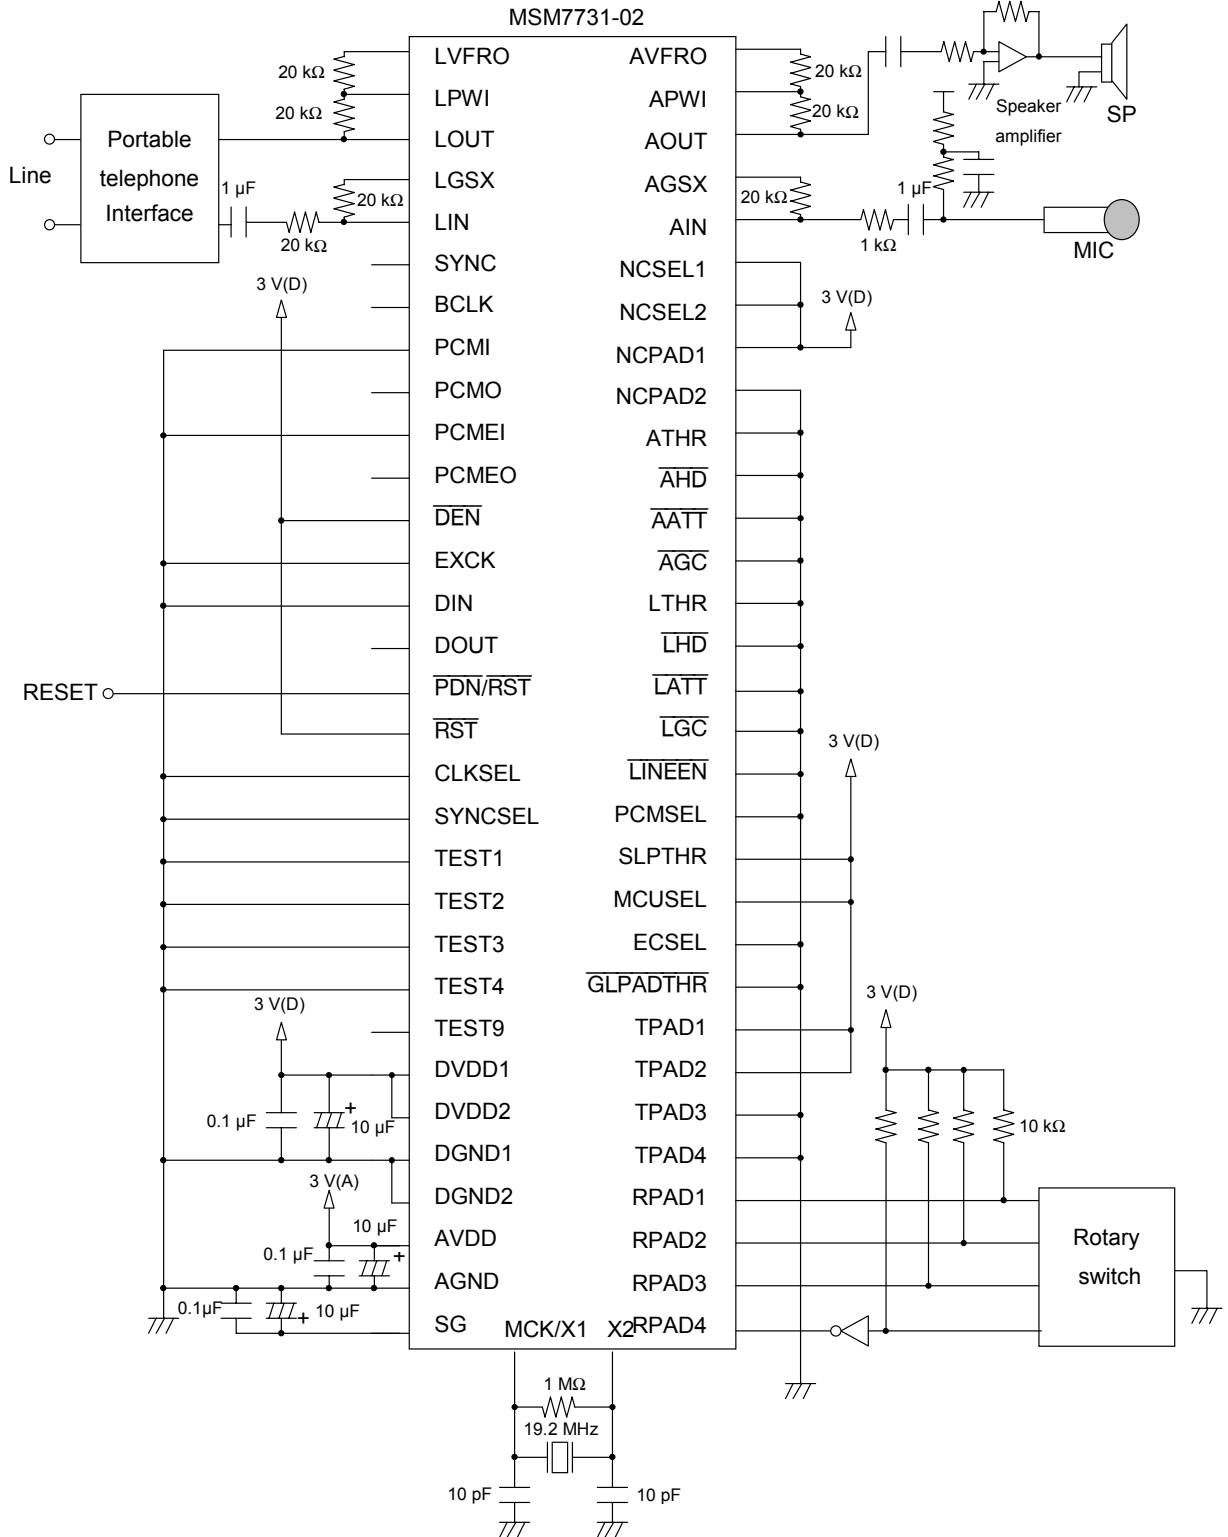 MSM7731-02
LVFRO
LPWI
LOUT
LGSX
LIN
SYNC
BCLK
PCMI
PCMO
PCMEI
PCMEO
DEN
EXCK
DIN
DOUT
PDN/RST
RST
CLKSEL
SYNCSEL
TEST1
TEST2
TEST3
TEST4
TEST9
DVDD1
DVDD2
DGND1
DGND2
AVDD
AGND
SG
MCK/X1
X2
AVFRO
APWI
AOUT
AGSX
AIN
NCSEL1
NCSEL2
NCPAD1
NCPAD2
ATHR
AHD
AATT
AGC
LTHR
LHD
LATT
LGC
LINEEN
PCMSEL
SLPTHR
MCUSEL
ECSEL
GLPADTHR
TPAD1
TPAD2
TPAD3
TPAD4
RPAD1
RPAD2
RPAD3
RPAD4
Line
Portable
telephone
Interface
20 kΩ
20 kΩ
1 µF
20 kΩ
20 kΩ
3 V(D)
RESET
3 V(D)
0.1 µF
10 µF
3 V(A)
10 µF
0.1 µF
0.1µF
10 µF
+
+
+
20 kΩ
20 kΩ
20 kΩ
1 kΩ
1 µF
Speaker
amplifier
SP
MIC
3 V(D)
3 V(D)
3 V(D)
10 kΩ
Rotary
switch
1 MΩ
19.2 MHz
10 pF
10 pF